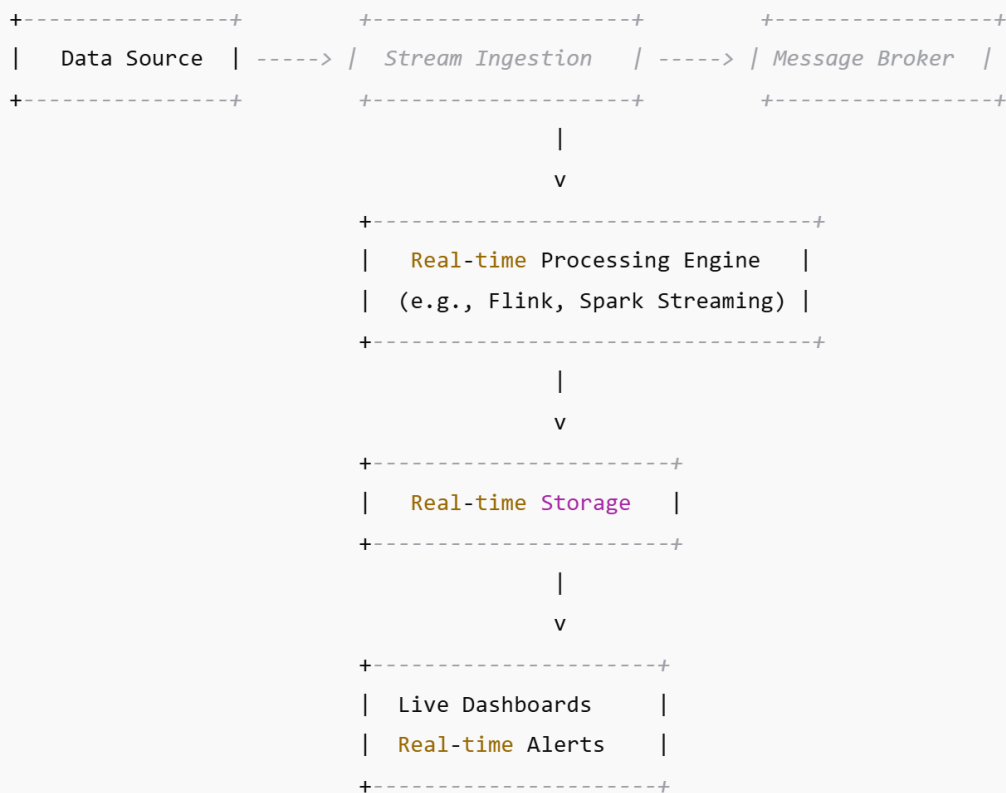 +----------------+         +--------------------+         +-----------------+
|   Data Source  | -----> |  Stream Ingestion   | -----> | Message Broker  |
+----------------+         +--------------------+         +-----------------+
|
v
+----------------------------------+
|   Real-time Processing Engine   |
|  (e.g., Flink, Spark Streaming) |
+----------------------------------+
|
v
+-----------------------+
|   Real-time Storage   |
+-----------------------+
|
v
+----------------------+
|  Live Dashboards     |
|  Real-time Alerts    |
+----------------------+